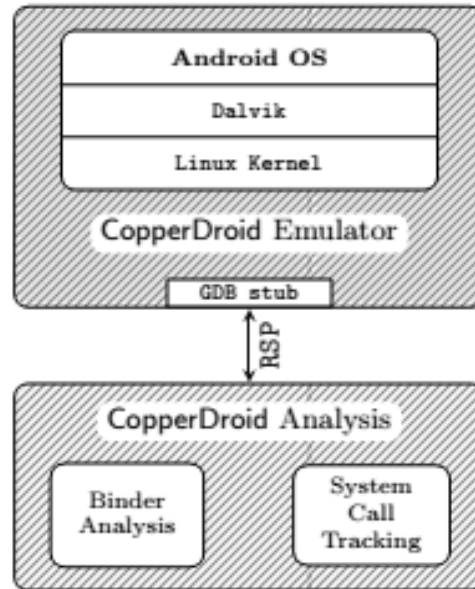 Android OS
Dalvik
Linux Kernel
CopperDroid Emulator
GDB stub
RSP
CopperDroid Analysis
Binder
Analysis
System
Call
Tracking